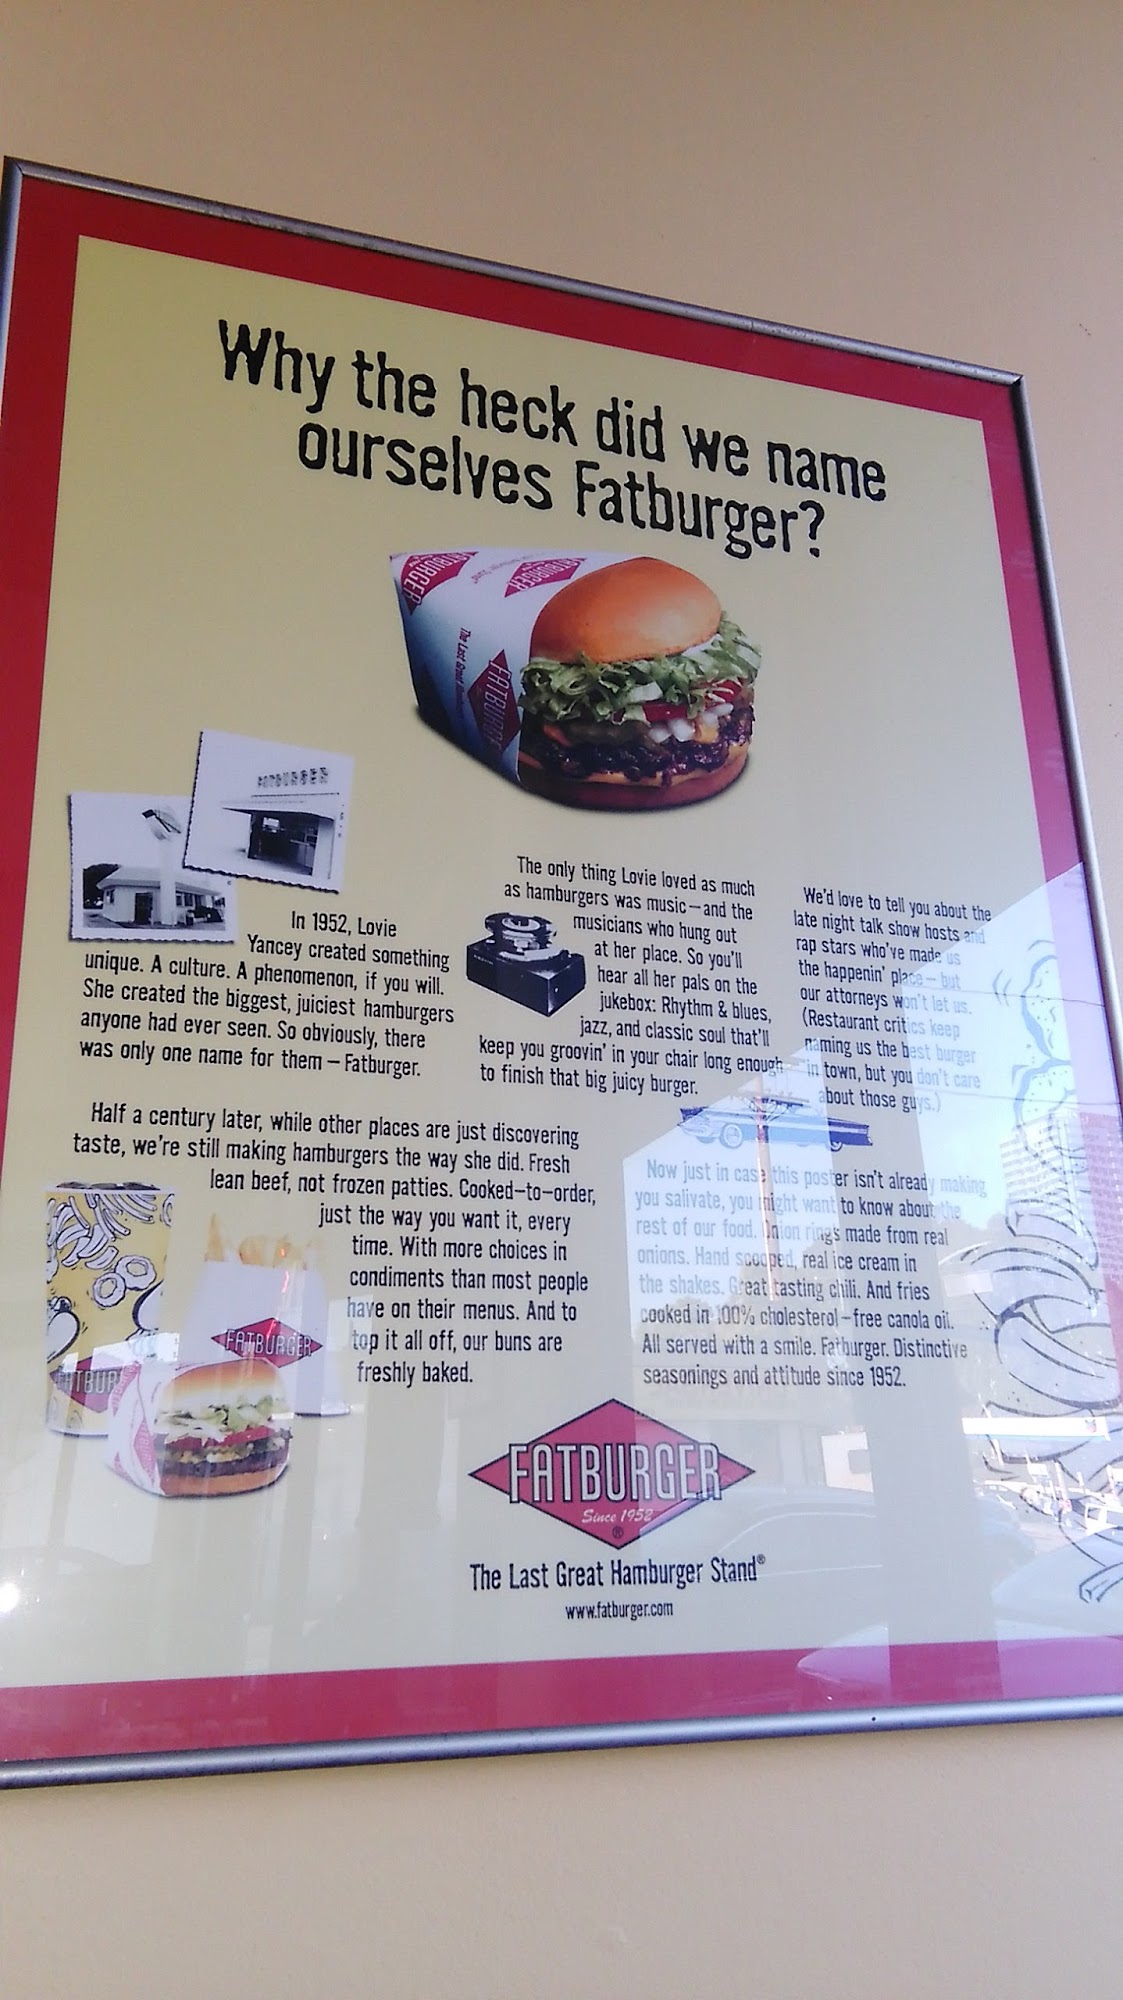 Why the heck did we name
ourselves Fatburger?
FATBURGER
FATBURGER
The Last Great
FATBURGER
FATBURGER
In 1952, Lovie
Yancey created something
unique. A culture. A phenomenon, if you will.
She created the biggest, juiciest hamburgers
anyone had ever seen. So obviously, there
was only one name for them – Fatburger.
The only thing Lovie loved as much
as hamburgers was music – and the
musicians who hung out
at her place. So you'll
hear all her pals on the
jukebox: Rhythm & blues,
jazz, and classic soul that'll
keep you groovin' in your chair long enough
to finish that big juicy burger.
We'd love to tell you about the
late night talk show hosts and
rap stars who've made us
the happenin' place – but
our attorneys won't let us.
(Restaurant critics keep
naming us the best burger
in town, but you don't care
about those guys.)
Half a century later, while other places are just discovering
taste, we're still making hamburgers the way she did. Fresh
lean beef, not frozen patties. Cooked-to-order,
just the way you want it, every
time. With more choices in
condiments than most people
have on their menus. And to
top it all off, our buns are
freshly baked.
Now just in case this poster isn't already making
you salivate, you might want to know about the
rest of our food. Onion rings made from real
onions. Hand scooped, real ice cream in
the shakes. Great tasting chili. And fries
cooked in 100% cholesterol-free canola oil.
All served with a smile. Fatburger. Distinctive
seasonings and attitude since 1952.
FATBURGER
FATBUR
FATBURGER
Since 1952
®
The Last Great Hamburger Stand®
www.fatburger.com